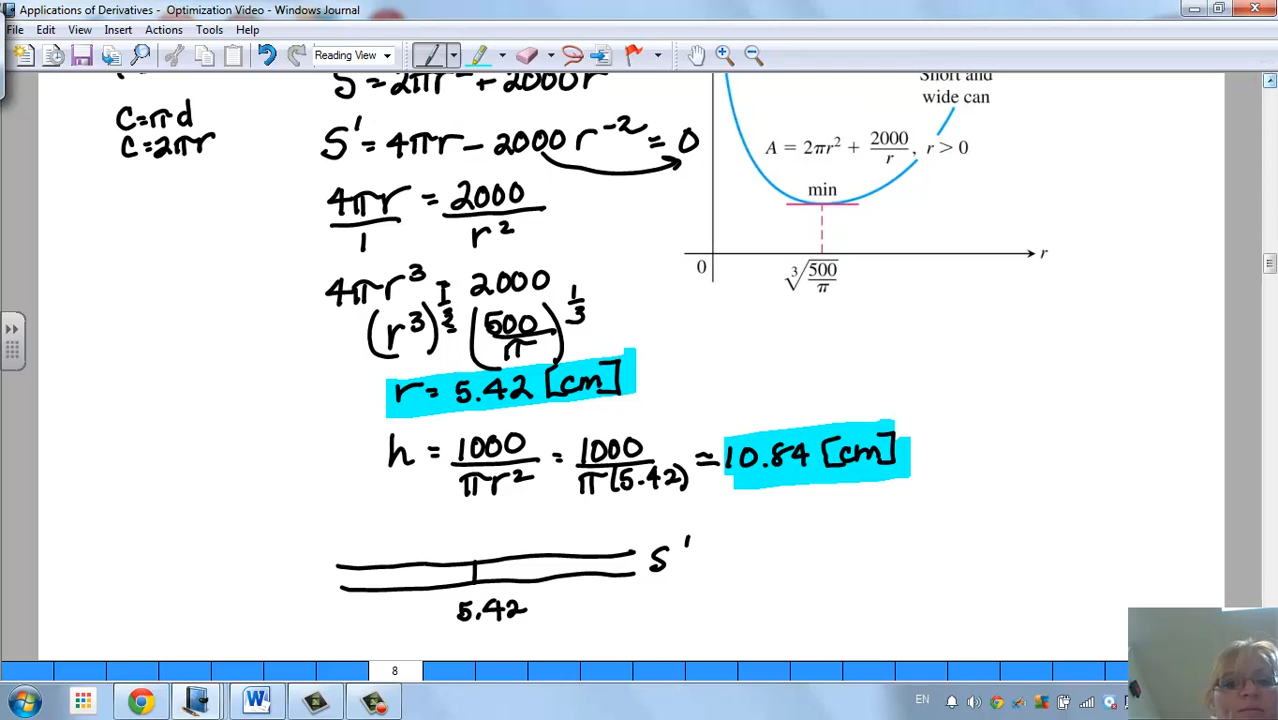 Applications of Derivatives - Optimization Video - Windows Journal
File Edit View Insert Actions Tools Help
Reading View
C=πd
C=2πr
S = 2πr² + 2000r
S' = 4πr - 2000 r⁻² = 0
4πr/1 = 2000/r²
4πr³ = 2000
(r³)^(1/3) (500/π)^(1/3)
r = 5.42 [cm]
h = 1000/πr² = 1000/π(5.42) ≈ 10.84 [cm]
S'
5.42
Short and
wide can
A = 2πr² + 2000/r, r > 0
min
r
0
³√(500/π)
8
EN